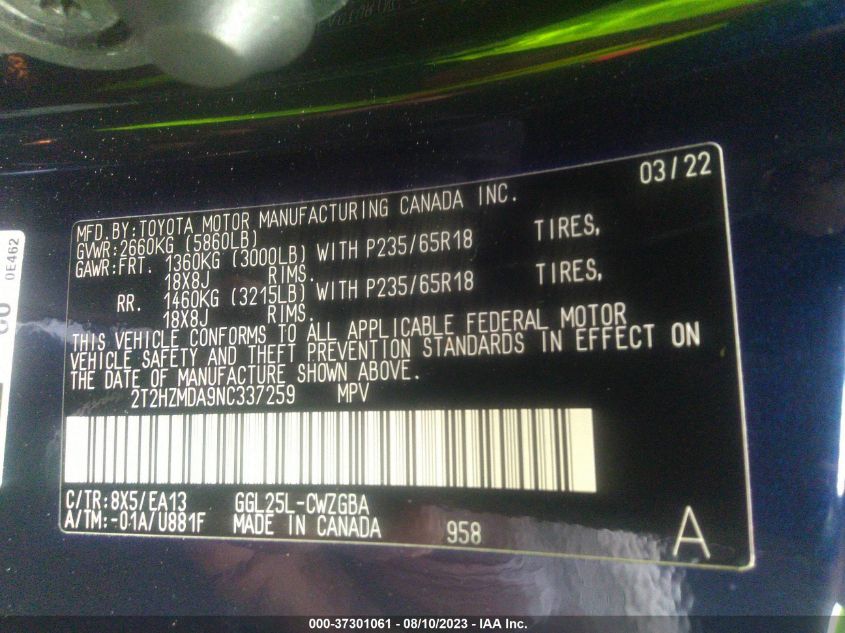 03/22
MFD. BY:TOYOTA MOTOR MANUFACTURING CANADA INC.
GVWR:2660KG (5860LB)
GAWR:FRT. 1360KG (3000LB) WITH P235/65R18 TIRES,
18X8J RIMS.
RR. 1460KG (3215LB) WITH P235/65R18 TIRES,
18X8J RIMS.
THIS VEHICLE CONFORMS TO ALL APPLICABLE FEDERAL MOTOR
VEHICLE SAFETY AND THEFT PREVENTION STANDARDS IN EFFECT ON
THE DATE OF MANUFACTURE SHOWN ABOVE.
2T2HZMDA9NC337259 MPV
C/TR:8X5/EA13 GGL25L-CWZGBA
A/TM:-01A/U881F MADE IN CANADA 958 A
0E462
000-37301061 - 08/10/2023 - IAA Inc.